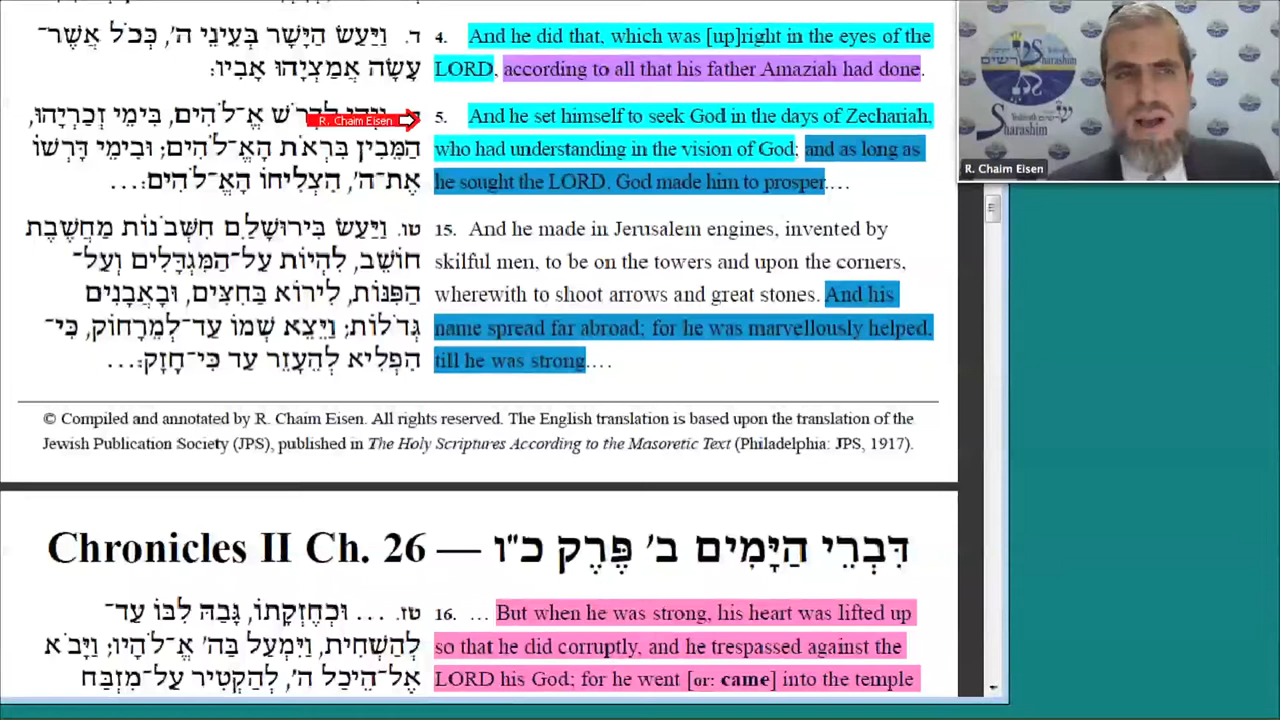 ד. וַיַּעַשׂ הַיָּשָׁר בְּעֵינֵי ה', כְּכֹל אֲשֶׁר־
עָשָׂה אֲמַצְיָהוּ אָבִיו:
4. And he did that, which was [up]right in the eyes of the
LORD, according to all that his father Amaziah had done.
דְרֹשׁ אֱ־לֹהִים, בִּימֵי זְכַרְיָהוּ,
הַמֵּבִין בִּרְאֹת הָאֱ־לֹהִים; וּבִימֵי דָּרְשׁוֹ
אֶת־ה', הִצְלִיחוֹ הָאֱ־לֹהִים:...
R. Chaim Eisen
5. And he set himself to seek God in the days of Zechariah,
who had understanding in the vision of God; and as long as
he sought the LORD, God made him to prosper....
טו. וַיַּעַשׂ בִּירוּשָׁלַ‍ִם חִשְּׁבֹנוֹת מַחֲשֶׁבֶת
חוֹשֵׁב, לִהְיוֹת עַל־הַמִּגְדָּלִים וְעַל־
הַפִּנּוֹת, לִירוֹא בַּחִצִּים, וּבָאֲבָנִים
גְּדֹלוֹת; וַיֵּצֵא שְׁמוֹ עַד־לְמֵרָחוֹק, כִּי־
הִפְלִיא לְהֵעָזֵר עַד כִּי־חָזָק:...
15. And he made in Jerusalem engines, invented by
skilful men, to be on the towers and upon the corners,
wherewith to shoot arrows and great stones. And his
name spread far abroad; for he was marvellously helped,
till he was strong....
© Compiled and annotated by R. Chaim Eisen. All rights reserved. The English translation is based upon the translation of the
Jewish Publication Society (JPS), published in The Holy Scriptures According to the Masoretic Text (Philadelphia: JPS, 1917).
Chronicles II Ch. 26 — דִּבְרֵי הַיָּמִים ב' פֶּרֶק כ"ו
טז. ... וּכְחֶזְקָתוֹ, גָּבַהּ לִבּוֹ עַד־
לְהַשְׁחִית, וַיִּמְעַל בַּה' אֱ־לֹהָיו; וַיָּבֹא
אֶל־הֵיכַל ה', לְהַקְטִיר עַל־מִזְבַּח
16. ... But when he was strong, his heart was lifted up
so that he did corruptly, and he trespassed against the
LORD his God; for he went [or: came] into the temple
Sharashim
Yeshivath
Sharashim
R. Chaim Eisen